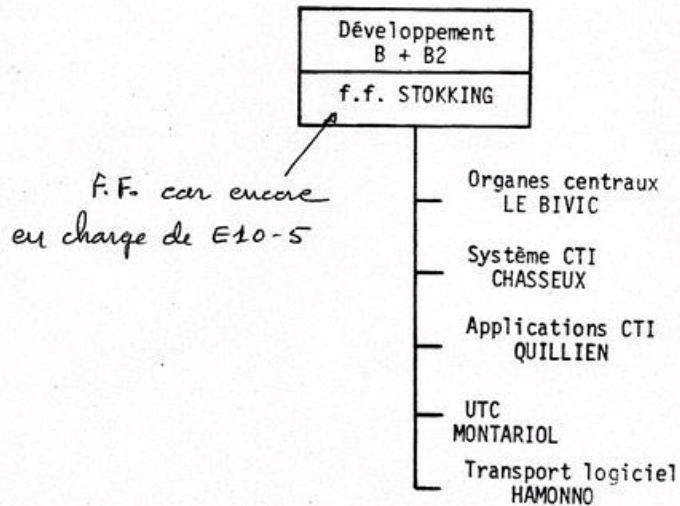 Développement
B + B2
f.f. STOKKING
F.F. car encore
en charge de E10-5
Organes centraux
LE BIVIC
Système CTI
CHASSEUX
Applications CTI
QUILLIEN
UTC
MONTARIOL
Transport logiciel
HAMONNO